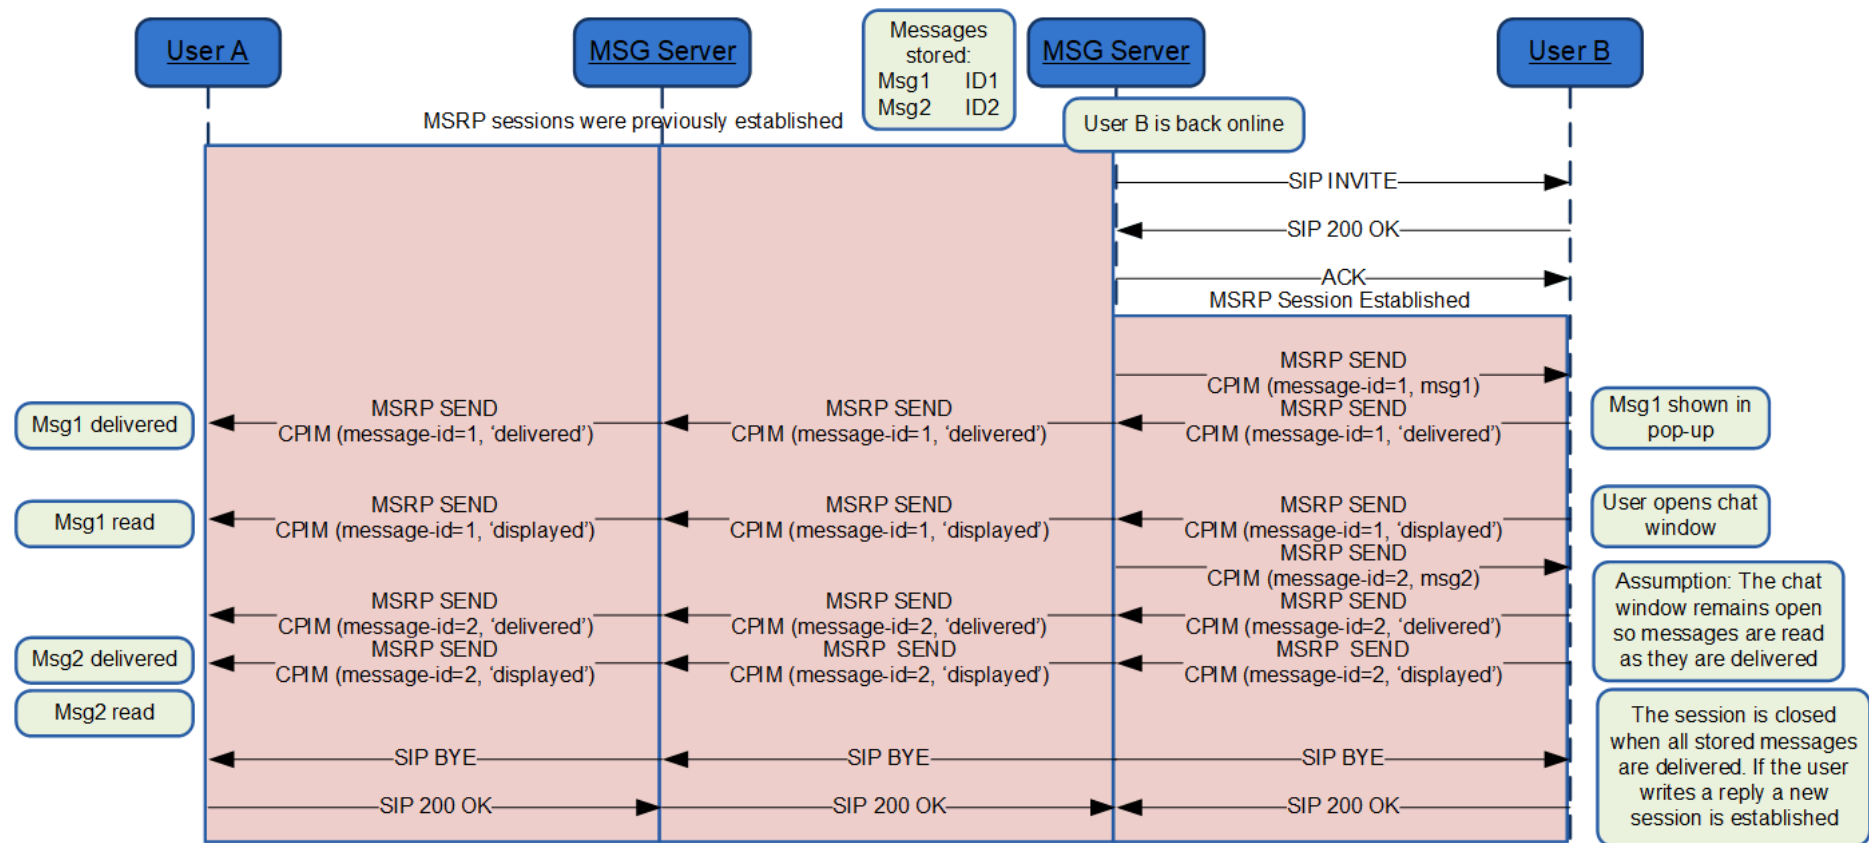 User A
MSG Server
Messages
stored:
Msg1 ID1
Msg2 ID2
MSG Server
User B
MSRP sessions were previously established
User B is back online
SIP INVITE
SIP 200 OK
ACK
MSRP Session Established
MSRP SEND
CPIM (message-id=1, msg1)
Msg1 delivered
MSRP SEND
CPIM (message-id=1, ‘delivered’)
MSRP SEND
CPIM (message-id=1, ‘delivered’)
MSRP SEND
CPIM (message-id=1, ‘delivered’)
Msg1 shown in
pop-up
Msg1 read
MSRP SEND
CPIM (message-id=1, ‘displayed’)
MSRP SEND
CPIM (message-id=1, ‘displayed’)
MSRP SEND
CPIM (message-id=1, ‘displayed’)
User opens chat
window
MSRP SEND
CPIM (message-id=2, msg2)
MSRP SEND
CPIM (message-id=2, ‘delivered’)
MSRP SEND
CPIM (message-id=2, ‘delivered’)
MSRP SEND
CPIM (message-id=2, ‘delivered’)
Assumption: The chat
window remains open
so messages are read
as they are delivered
Msg2 delivered
MSRP SEND
CPIM (message-id=2, ‘displayed’)
MSRP SEND
CPIM (message-id=2, ‘displayed’)
MSRP SEND
CPIM (message-id=2, ‘displayed’)
Msg2 read
SIP BYE
SIP BYE
SIP BYE
The session is closed
when all stored messages
are delivered. If the user
writes a reply a new
session is established
SIP 200 OK
SIP 200 OK
SIP 200 OK